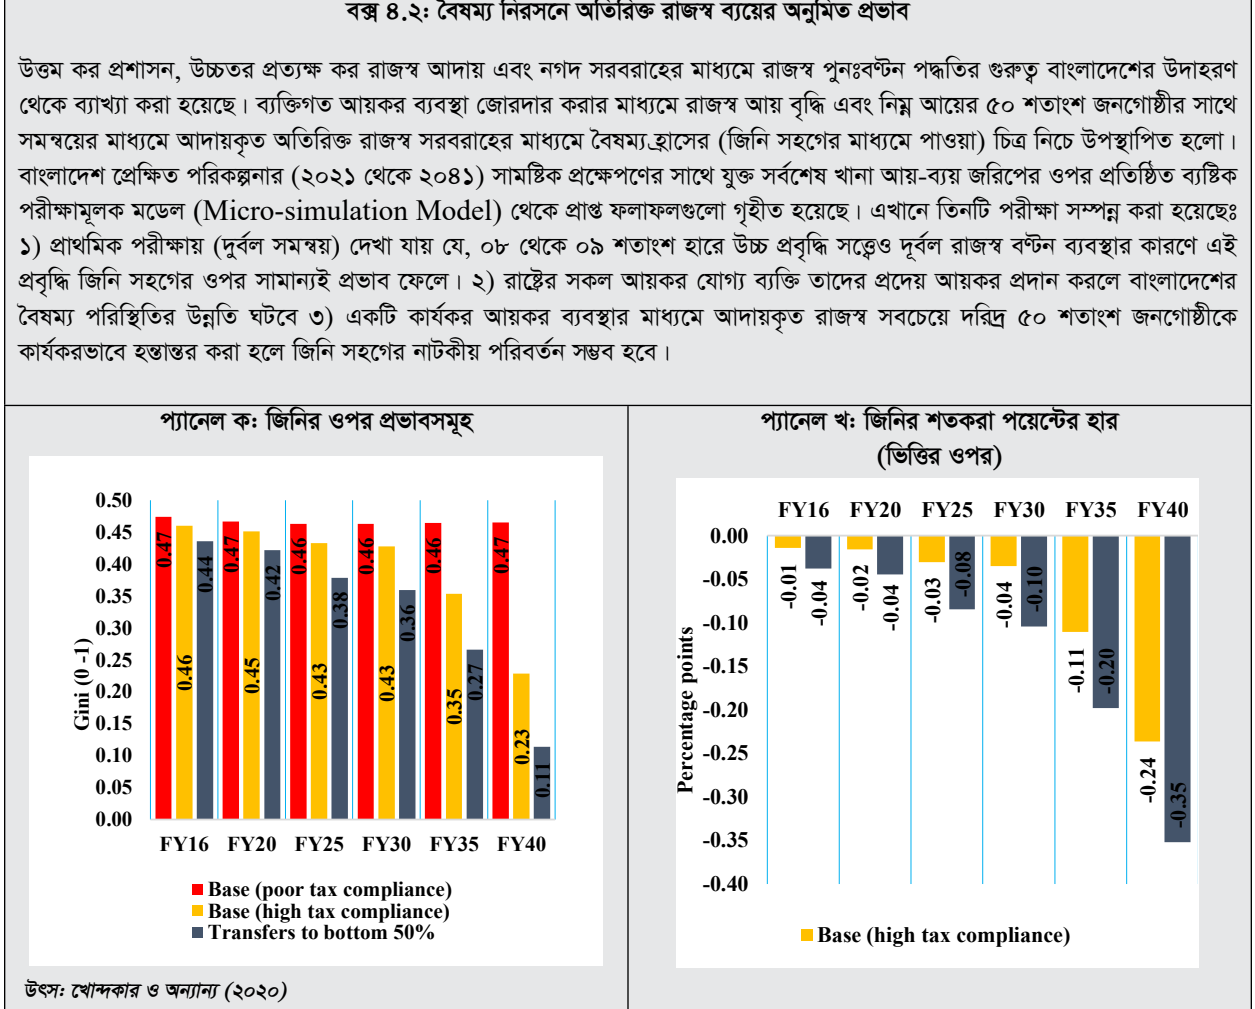 বক্স ৪.২: বৈষম্য নিরসনে অতিরিক্ত রাজস্ব ব্যয়ের অনুমিত প্রভাব
উত্তম কর প্রশাসন, উচ্চতর প্রত্যক্ষ কর রাজস্ব আদায় এবং নগদ সরবরাহের মাধ্যমে রাজস্ব পুনঃবণ্টন পদ্ধতির গুরুত্ব বাংলাদেশের উদাহরণ
থেকে ব্যাখ্যা করা হয়েছে। ব্যক্তিগত আয়কর ব্যবস্থা জোরদার করার মাধ্যমে রাজস্ব আয় বৃদ্ধি এবং নিম্ন আয়ের ৫০ শতাংশ জনগোষ্ঠীর সাথে
সমন্বয়ের মাধ্যমে আদায়কৃত অতিরিক্ত রাজস্ব সরবরাহের মাধ্যমে বৈষম্য হ্রাসের (জিনি সহগের মাধ্যমে পাওয়া) চিত্র নিচে উপস্থাপিত হলো।
বাংলাদেশ প্রেক্ষিত পরিকল্পনার (২০২১ থেকে ২০৪১) সামষ্টিক প্রক্ষেপণের সাথে যুক্ত সর্বশেষ খানা আয়-ব্যয় জরিপের ওপর প্রতিষ্ঠিত ব্যষ্টিক
পরীক্ষামূলক মডেল (Micro-simulation Model) থেকে প্রাপ্ত ফলাফলগুলো গৃহীত হয়েছে। এখানে তিনটি পরীক্ষা সম্পন্ন করা হয়েছেঃ
১) প্রাথমিক পরীক্ষায় (দুর্বল সমন্বয়) দেখা যায় যে, ০৮ থেকে ০৯ শতাংশ হারে উচ্চ প্রবৃদ্ধি সত্ত্বেও দূর্বল রাজস্ব বণ্টন ব্যবস্থার কারণে এই
প্রবৃদ্ধি জিনি সহগের ওপর সামান্যই প্রভাব ফেলে। ২) রাষ্ট্রের সকল আয়কর যোগ্য ব্যক্তি তাদের প্রদেয় আয়কর প্রদান করলে বাংলাদেশের
বৈষম্য পরিস্থিতির উন্নতি ঘটবে ৩) একটি কার্যকর আয়কর ব্যবস্থার মাধ্যমে আদায়কৃত রাজস্ব সবচেয়ে দরিদ্র ৫০ শতাংশ জনগোষ্ঠীকে
কার্যকরভাবে হস্তান্তর করা হলে জিনি সহগের নাটকীয় পরিবর্তন সম্ভব হবে।
প্যানেল ক: জিনির ওপর প্রভাবসমূহ
Gini (0 -1)
0.50
0.45
0.40
0.35
0.30
0.25
0.20
0.15
0.10
0.05
0.00
0.47 0.46 0.44
0.47 0.45 0.42
0.46 0.43 0.38
0.46 0.43 0.36
0.46 0.35 0.27
0.47 0.23 0.11
FY16 FY20 FY25 FY30 FY35 FY40
Base (poor tax compliance)
Base (high tax compliance)
Transfers to bottom 50%
উৎস: খোন্দকার ও অন্যান্য (২০২০)
প্যানেল খ: জিনির শতকরা পয়েন্টের হার
(ভিত্তির ওপর)
FY16 FY20 FY25 FY30 FY35 FY40
Percentage points
0.00
-0.05
-0.10
-0.15
-0.20
-0.25
-0.30
-0.35
-0.40
-0.01 -0.04
-0.02 -0.04
-0.03 -0.08
-0.04 -0.10
-0.11 -0.20
-0.24 -0.35
Base (high tax compliance)